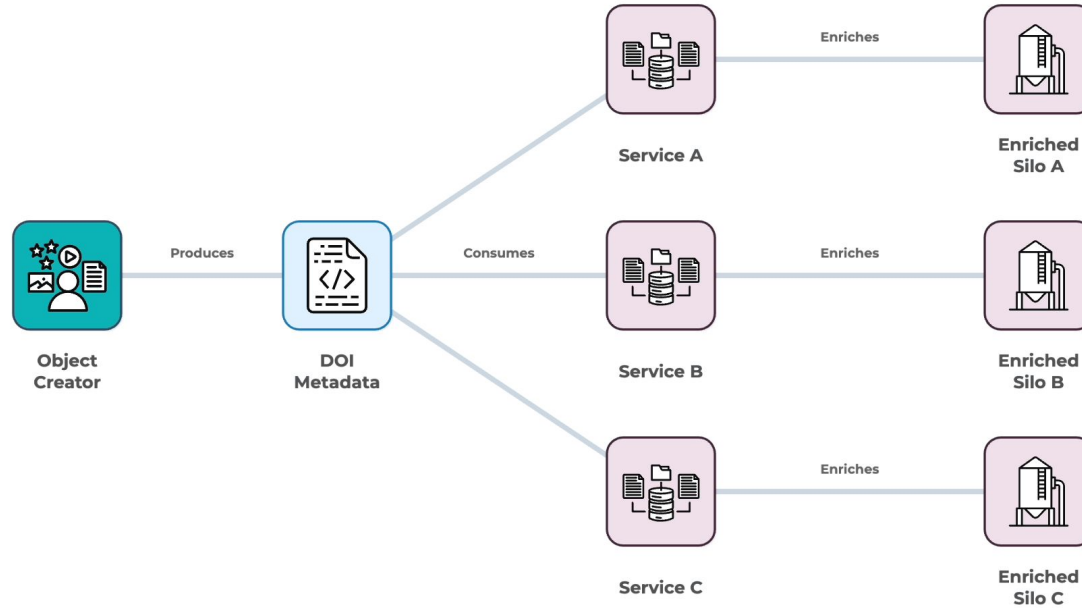 Enriches
Service A
Enriched
Silo A
Produces
Consumes
Enriches
Object
Creator
DOI
Metadata
Service B
Enriched
Silo B
Enriches
Service C
Enriched
Silo C